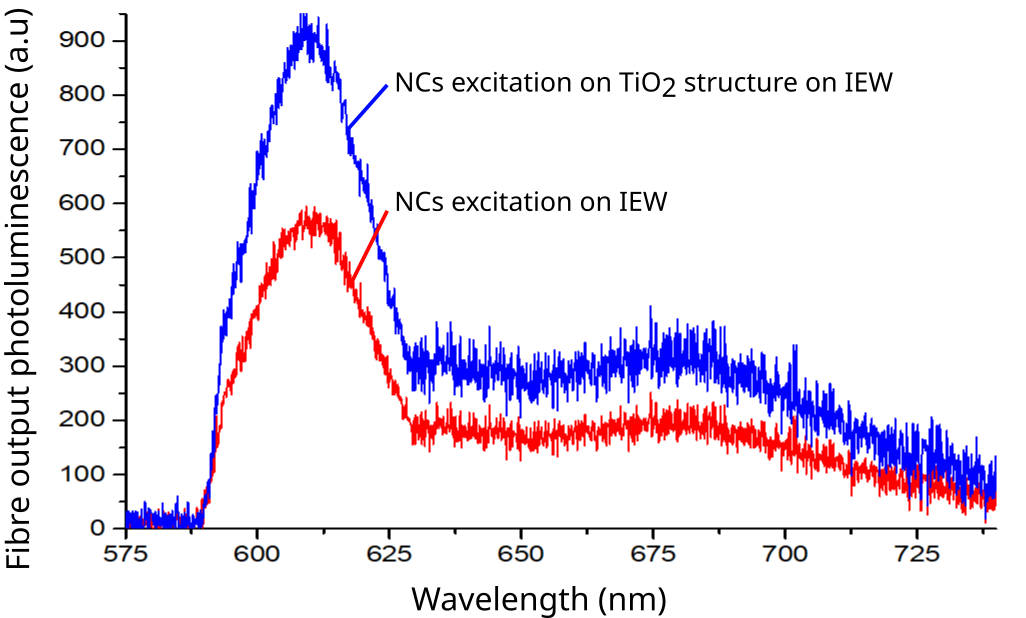 Fibre output photoluminescence (a.u)
900
800
700
600
500
400
300
200
100
0
NCs excitation on TiO2 structure on IEW
NCs excitation on IEW
575 600 625 650 675 700 725
Wavelength (nm)